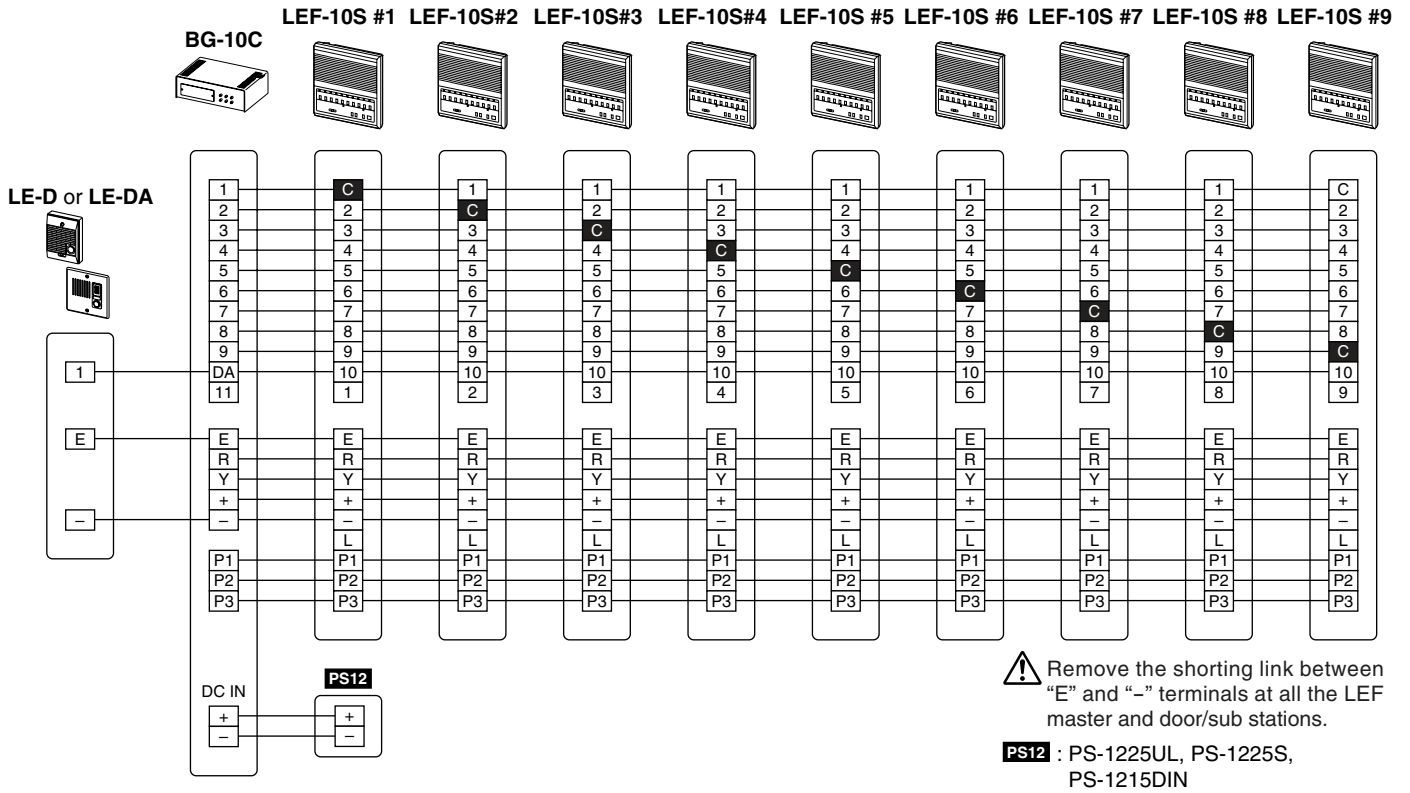 LEF-10S #1 LEF-10S#2 LEF-10S#3 LEF-10S#4 LEF-10S #5 LEF-10S #6 LEF-10S #7 LEF-10S #8 LEF-10S #9
BG-10C
LE-D or LE-DA
1 C 1 1 1 1 1 1 1 C
2 2 C 2 2 2 2 2 2 2
3 3 3 C 3 3 3 3 3 3
4 4 4 4 C 4 4 4 4 4
5 5 5 5 5 C 5 5 5 5
6 6 6 6 6 6 C 6 6 6
7 7 7 7 7 7 7 C 7 7
8 8 8 8 8 8 8 8 C 8
9 9 9 9 9 9 9 9 9 C
1 DA 10 10 10 10 10 10 10 10 10
11 1 2 3 4 5 6 7 8 9
E E E E E E E E E E E
R R R R R R R R R R
Y Y Y Y Y Y Y Y Y Y
+ + + + + + + + + +
– – – – – – – – – – –
L L L L L L L L L
P1 P1 P1 P1 P1 P1 P1 P1 P1 P1
P2 P2 P2 P2 P2 P2 P2 P2 P2 P2
P3 P3 P3 P3 P3 P3 P3 P3 P3 P3
DC IN
PS12
+ +
– –
Remove the shorting link between
“E” and “–” terminals at all the LEF
master and door/sub stations.
PS12 : PS-1225UL, PS-1225S,
PS-1215DIN